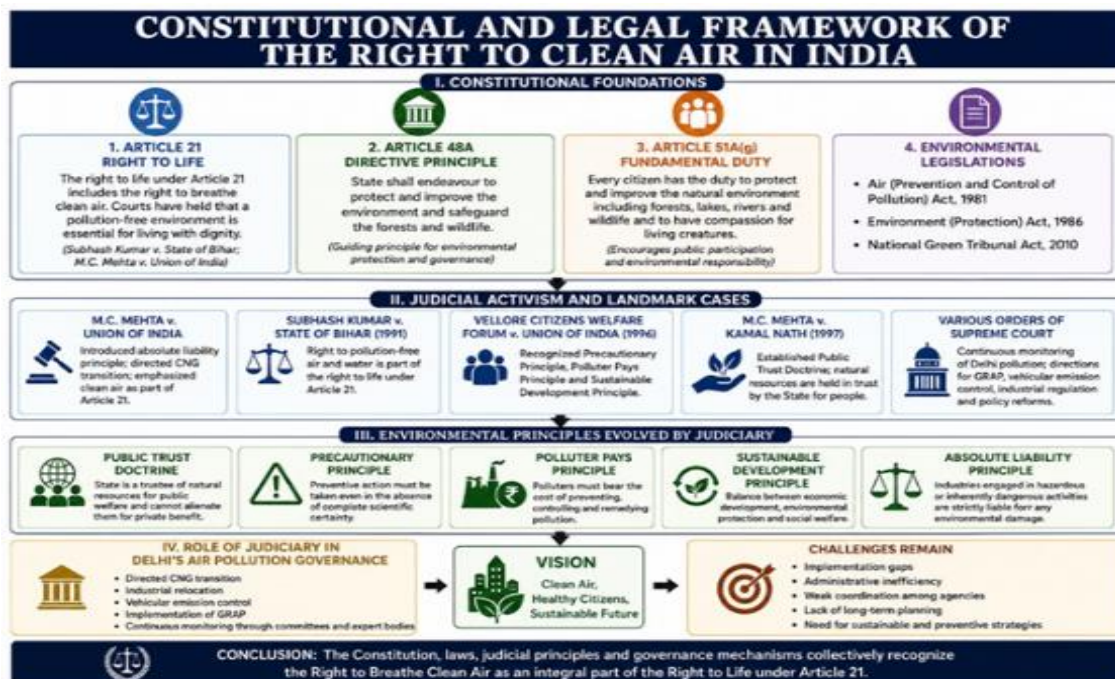 CONSTITUTIONAL AND LEGAL FRAMEWORK OF
THE RIGHT TO CLEAN AIR IN INDIA
I. CONSTITUTIONAL FOUNDATIONS
1. ARTICLE 21
RIGHT TO LIFE
The right to life under Article 21
includes the right to breathe
clean air. Courts have held that a
pollution-free environment is
essential for living with dignity.
(Subhash Kumar v. State of Bihar;
M.C. Mehta v. Union of India)
2. ARTICLE 48A
DIRECTIVE PRINCIPLE
State shall endeavour to
protect and improve the
environment and safeguard
the forests and wildlife.
(Guiding principle for environmental
protection and governance)
3. ARTICLE 51A(g)
FUNDAMENTAL DUTY
Every citizen has the duty to protect
and improve the natural environment
including forests, lakes, rivers and
wildlife and to have compassion for
living creatures.
(Encourages public participation
and environmental responsibility)
4. ENVIRONMENTAL
LEGISLATIONS
• Air (Prevention and Control of
Pollution) Act, 1981
• Environment (Protection) Act, 1986
• National Green Tribunal Act, 2010
II. JUDICIAL ACTIVISM AND LANDMARK CASES
M.C. MEHTA v.
UNION OF INDIA
Introduced absolute liability
principle; directed CNG
transition; emphasized
clean air as part of
Article 21.
SUBHASH KUMAR v.
STATE OF BIHAR (1991)
Right to pollution-free
air and water is part of
the right to life under
Article 21.
VELLORE CITIZENS WELFARE
FORUM v. UNION OF INDIA (1996)
Recognized Precautionary
Principle, Polluter Pays
Principle and Sustainable
Development Principle.
M.C. MEHTA v.
KAMAL NATH (1997)
Established Public
Trust Doctrine; natural
resources are held in trust
by the State for people.
VARIOUS ORDERS OF
SUPREME COURT
Continuous monitoring
of Delhi pollution; directions
for GRAP, vehicular emission
control, industrial regulation
and policy reforms.
III. ENVIRONMENTAL PRINCIPLES EVOLVED BY JUDICIARY
PUBLIC TRUST
DOCTRINE
State is a trustee of natural
resources for public
welfare and cannot alienate
them for private benefit.
PRECAUTIONARY
PRINCIPLE
Preventive action must be
taken even in the absence
of complete scientific
certainty.
POLLUTER PAYS
PRINCIPLE
Polluters must bear the
cost of preventing,
controlling and remedying
pollution.
SUSTAINABLE
DEVELOPMENT
PRINCIPLE
Balance between economic
development, environmental
protection and social welfare.
ABSOLUTE LIABILITY
PRINCIPLE
Industries engaged in hazardous
or inherently dangerous activities
are strictly liable forr any
environmental damage.
IV. ROLE OF JUDICIARY IN
DELHI'S AIR POLLUTION GOVERNANCE
• Directed CNG transition
• Industrial relocation
• Vehicular emission control
• Implementation of GRAP
• Continuous monitoring through committees and expert bodies
VISION
Clean Air,
Healthy Citizens,
Sustainable Future
CHALLENGES REMAIN
• Implementation gaps
• Administrative inefficiency
• Weak coordination among agencies
• Lack of long-term planning
• Need for sustainable and preventive strategies
CONCLUSION: The Constitution, laws, judicial principles and governance mechanisms collectively recognize
the Right to Breathe Clean Air as an integral part of the Right to Life under Article 21.